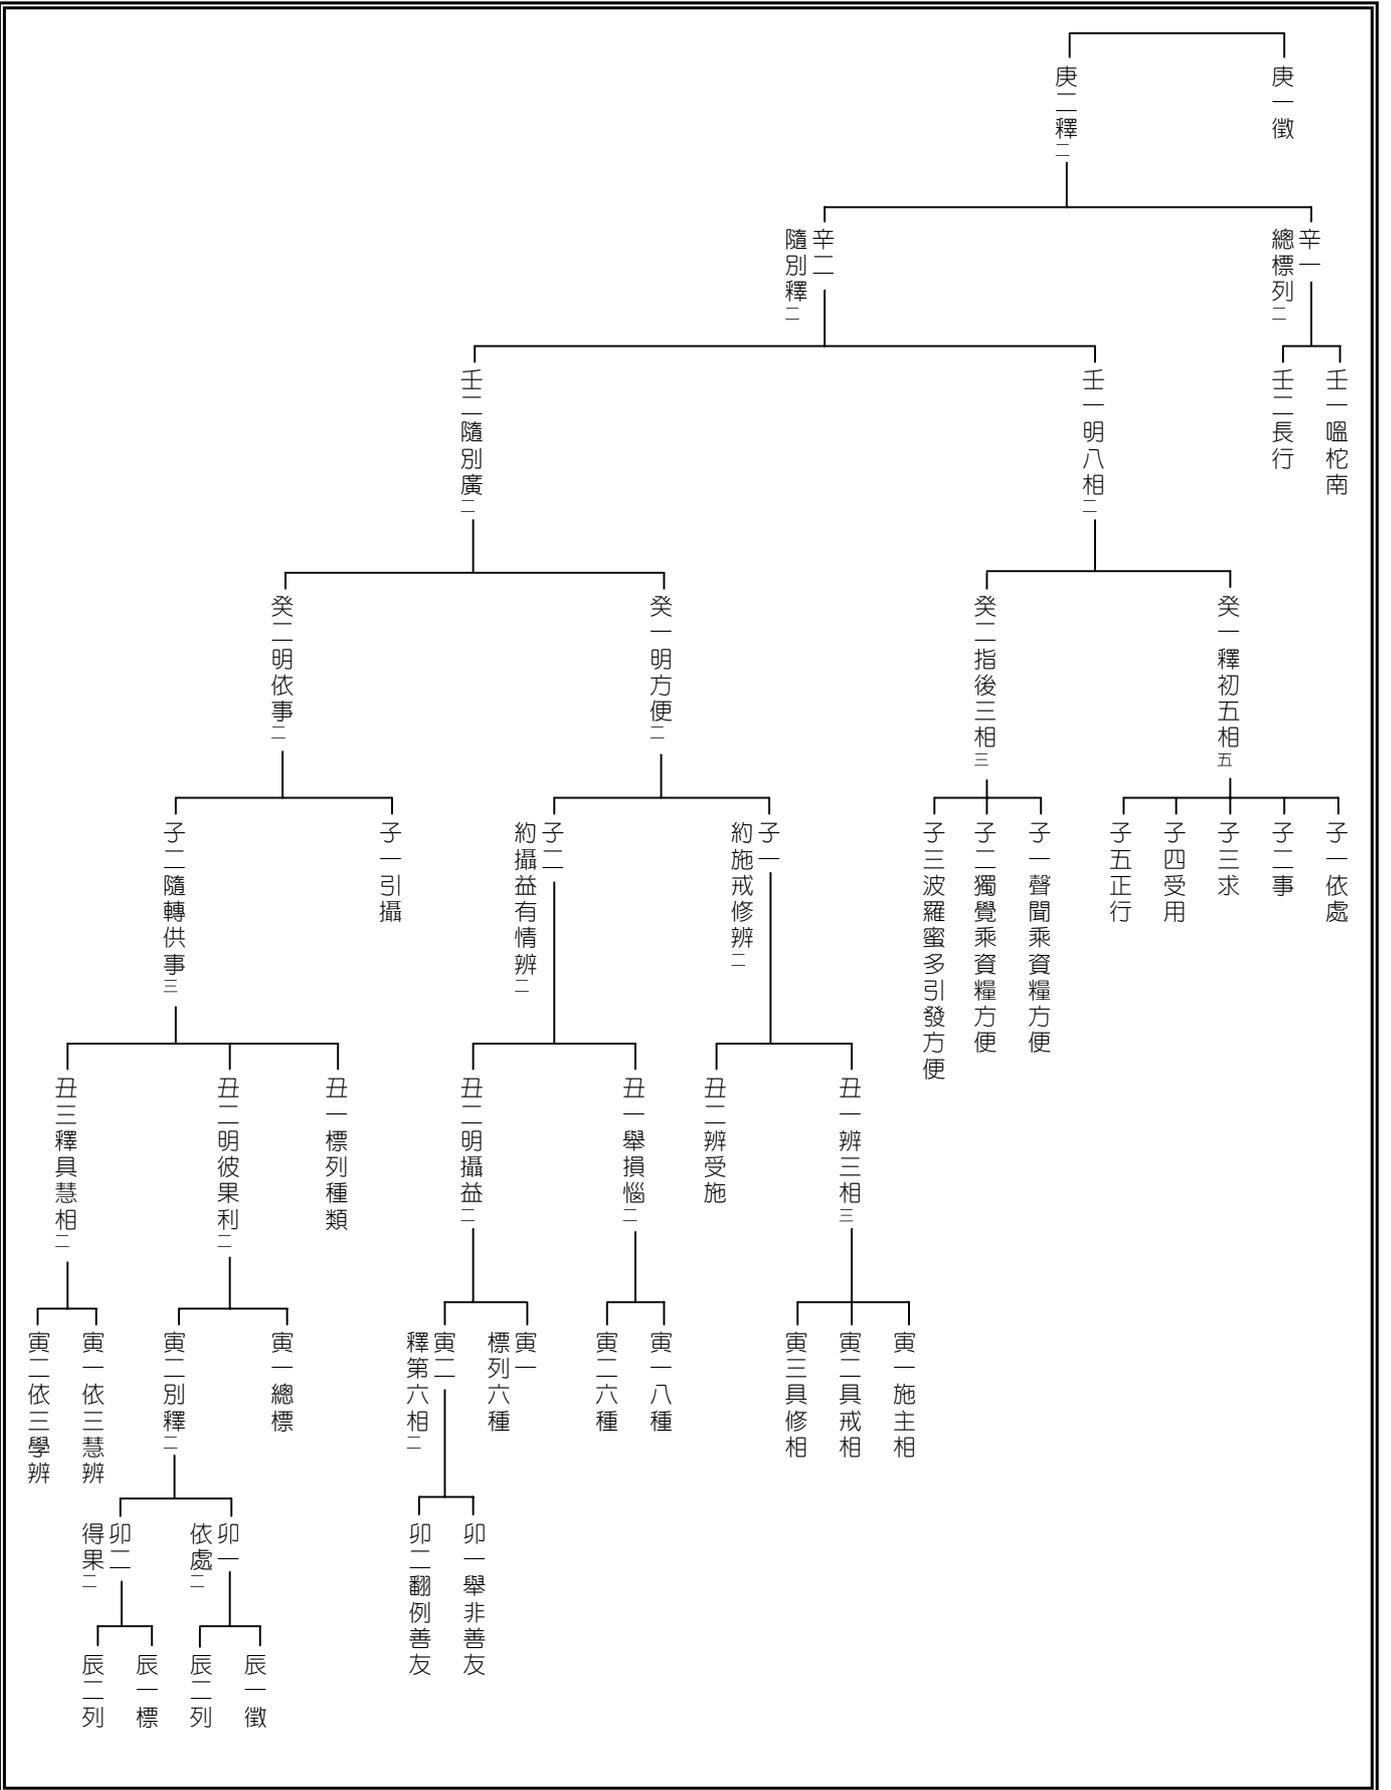 庚一徵
庚二釋二
辛一
總標列二
辛二
隨別釋二
壬一嗢柁南
壬二長行
壬一明八相二
壬二隨別廣二
癸一釋初五相五
癸二指後三相三
癸一明方便二
癸二明依事二
子一依處
子二事
子三求
子四受用
子五正行
子一聲聞乘資糧方便
子二獨覺乘資糧方便
子三波羅蜜多引發方便
子一
約施戒修辨二
子二
約攝益有情辨二
子一引攝
子二隨轉供事三
丑一辨三相三
丑二辨受施
丑一舉損惱二
丑二明攝益二
丑一標列種類
丑二明彼果利二
丑三釋具慧相二
寅一施主相
寅二具戒相
寅三具修相
寅一八種
寅二六種
寅一
標列六種
寅二
釋第六相二
寅一總標
寅二別釋二
寅一依三慧辨
寅二依三學辨
卯一舉非善友
卯二翻例善友
卯一
依處二
卯二
得果二
辰一徵
辰二列
辰一標
辰二列